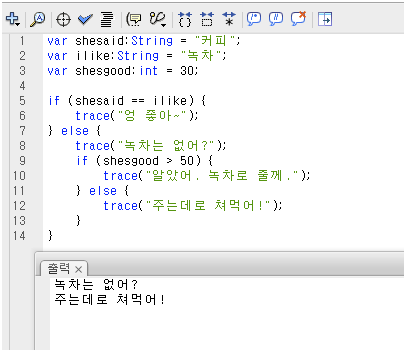 1 var shesaid:String = "커피";
2 var ilike:String = "녹차";
3 var shesgood:int = 30;
4
5 if (shesaid == ilike) {
6 trace("엉 좋아~");
7 } else {
8 trace("녹차는 없어?");
9 if (shesgood > 50) {
10 trace("알았어. 녹차로 줄께.");
11 } else {
12 trace("주는데로 쳐먹어!");
13 }
14 }
출력
녹차는 없어?
주는데로 쳐먹어!